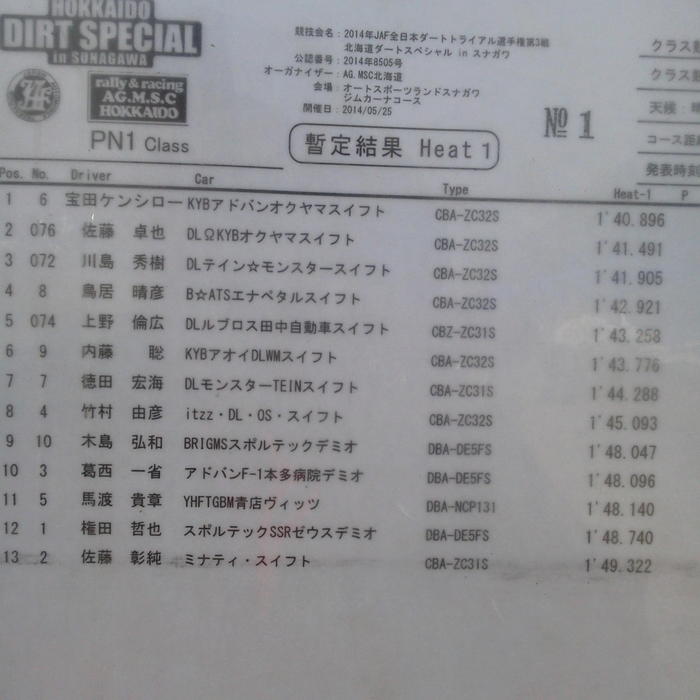 HOKKAIDO
DIRT SPECIAL
in SUNAGAWA
rally & racing
AG.M.S.C
HOKKAIDO
競技会名：2014年JAF全日本ダートトライアル選手権第3戦
北海道ダートスペシャル in スナガワ
公認番号：2014年8505号
オーガナイザー：AG.MSC北海道
会場：オートスポーツランドスナガワ
ジムカーナコース
開催日：2014/05/25
№ 1
クラス
クラス
天候：
コース距
発表時刻
PN1 Class
暫定結果 Heat 1
Pos. No. Driver Car Type Heat-1 P
1 6 宝田ケンシロー KYBアドバンオクヤマスイフト CBA-ZC32S 1'40.896
2 076 佐藤 卓也 DLΩKYBオクヤマスイフト CBA-ZC32S 1'41.491
3 072 川島 秀樹 DLテイン☆モンスタースイフト CBA-ZC32S 1'41.905
4 8 鳥居 晴彦 B☆ATSエナペタルスイフト CBA-ZC32S 1'42.921
5 074 上野 倫広 DLルブロス田中自動車スイフト CBZ-ZC31S 1'43.258
6 9 内藤 聡 KYBアオイDLWMスイフト CBA-ZC32S 1'43.776
7 7 徳田 宏海 DLモンスターTEINスイフト CBA-ZC31S 1'44.288
8 4 竹村 由彦 itzz・DL・OS・スイフト CBA-ZC32S 1'45.093
9 10 木島 弘和 BRIGMSスポルテックデミオ DBA-DE5FS 1'48.047
10 3 葛西 一省 アドバンF-1本多病院デミオ DBA-DE5FS 1'48.096
11 5 馬渡 貴章 YHFTGBM青店ヴィッツ DBA-NCP131 1'48.140
12 1 権田 哲也 スポルテックSSRゼウスデミオ DBA-DE5FS 1'48.740
13 2 佐藤 彰純 ミナティ・スイフト CBA-ZC31S 1'49.322